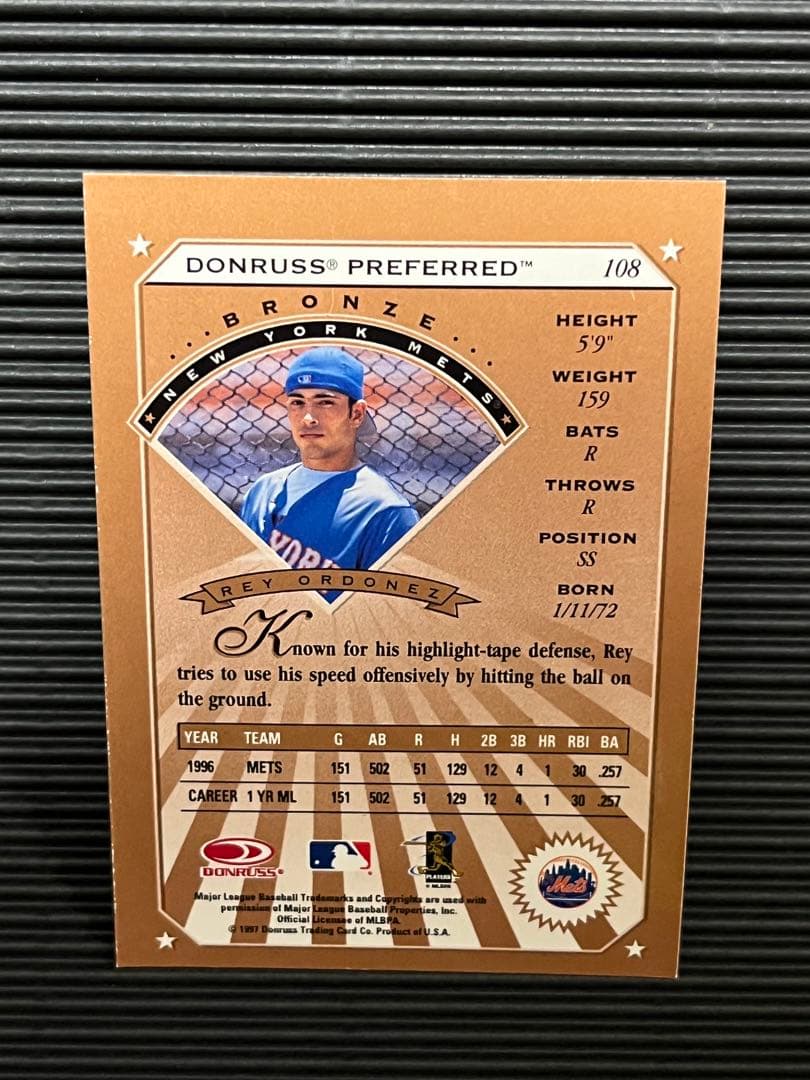 DONRUSS® PREFERRED™ 108
...BRONZE...
NEW YORK METS®
YORK
REY ORDONEZ
HEIGHT
5'9"
WEIGHT
159
BATS
R
THROWS
R
POSITION
SS
BORN
1/11/72
Known for his highlight-tape defense, Rey
tries to use his speed offensively by hitting the ball on
the ground.
YEAR TEAM G AB R H 2B 3B HR RBI BA
1996 METS 151 502 51 129 12 4 1 30 .257
CAREER 1 YR ML 151 502 51 129 12 4 1 30 .257
DONRUSS®
PLAYERS
© MLBPA
Mets
Major League Baseball Trademarks and Copyrights are used with
permission of Major League Baseball Properties, Inc.
Official Licensee of MLBPA
© 1997 Donruss Trading Card Co. Product of U.S.A.